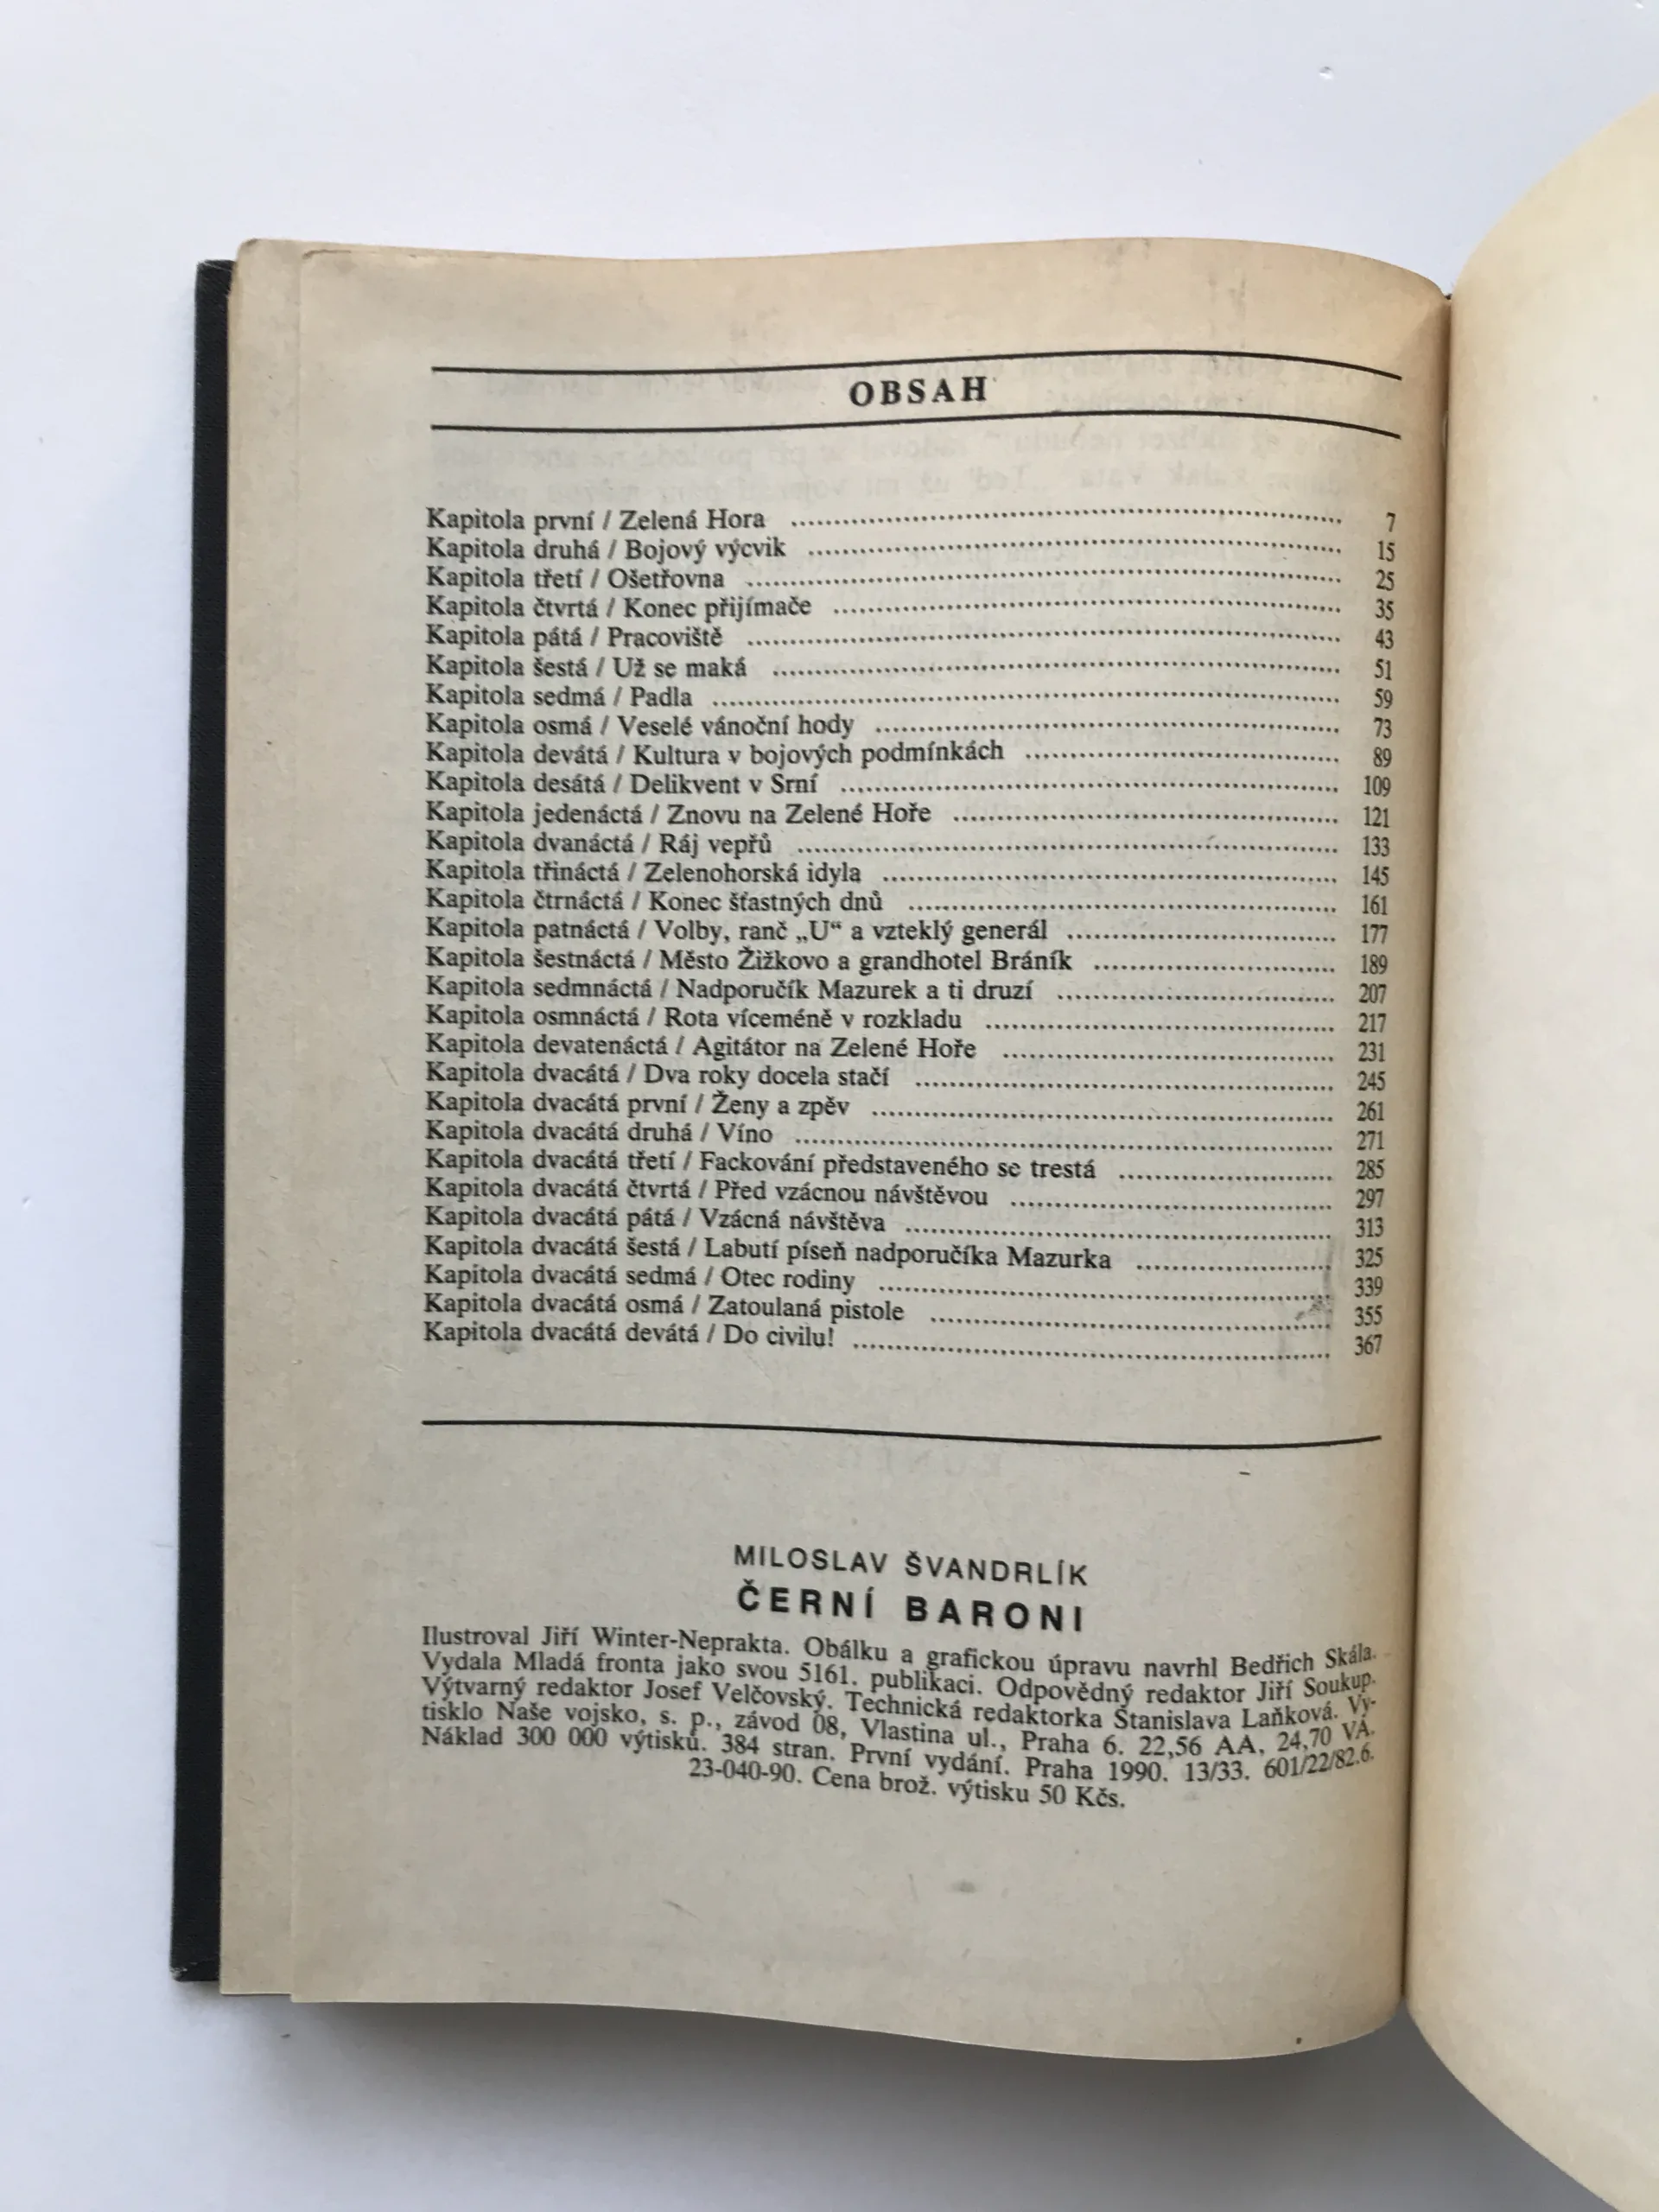 OBSAH
Kapitola první / Zelená Hora ........ 7
Kapitola druhá / Bojový výcvik ........ 15
Kapitola třetí / Ošetřovna ........ 25
Kapitola čtvrtá / Konec přijímače ........ 35
Kapitola pátá / Pracoviště ........ 43
Kapitola šestá / Už se maká ........ 51
Kapitola sedmá / Padla ........ 59
Kapitola osmá / Veselé vánoční hody ........ 73
Kapitola devátá / Kultura v bojových podmínkách ........ 89
Kapitola desátá / Delikvent v Srní ........ 109
Kapitola jedenáctá / Znovu na Zelené Hoře ........ 121
Kapitola dvanáctá / Ráj vepřů ........ 133
Kapitola třináctá / Zelenohorská idyla ........ 145
Kapitola čtrnáctá / Konec šťastných dnů ........ 161
Kapitola patnáctá / Volby, ranč „U“ a vzteklý generál ........ 177
Kapitola šestnáctá / Město Žižkovo a grandhotel Bráník ........ 189
Kapitola sedmnáctá / Nadporučík Mazurek a ti druzí ........ 207
Kapitola osmnáctá / Rota víceméně v rozkladu ........ 217
Kapitola devatenáctá / Agitátor na Zelené Hoře ........ 231
Kapitola dvacátá / Dva roky docela stačí ........ 245
Kapitola dvacátá první / Ženy a zpěv ........ 261
Kapitola dvacátá druhá / Víno ........ 271
Kapitola dvacátá třetí / Fackování představeného se trestá ........ 285
Kapitola dvacátá čtvrtá / Před vzácnou návštěvou ........ 297
Kapitola dvacátá pátá / Vzácná návštěva ........ 313
Kapitola dvacátá šestá / Labutí píseň nadporučíka Mazurka ........ 325
Kapitola dvacátá sedmá / Otec rodiny ........ 339
Kapitola dvacátá osmá / Zatoulaná pistole ........ 355
Kapitola dvacátá devátá / Do civilu! ........ 367
MILOSLAV ŠVANDRLÍK
ČERNÍ BARONI
Ilustroval Jiří Winter-Neprakta. Obálku a grafickou úpravu navrhl Bedřich Skála.
Vydala Mladá fronta jako svou 5161. publikaci. Odpovědný redaktor Jiří Soukup.
Výtvarný redaktor Josef Velčovský. Technická redaktorka Stanislava Laňková. Vy-
tisklo Naše vojsko, s. p., závod 08, Vlastina ul., Praha 6. 22,56 AA, 24,70 VA.
Náklad 300 000 výtisků. 384 stran. První vydání. Praha 1990. 13/33. 601/22/82.6.
23-040-90. Cena brož. výtisku 50 Kčs.